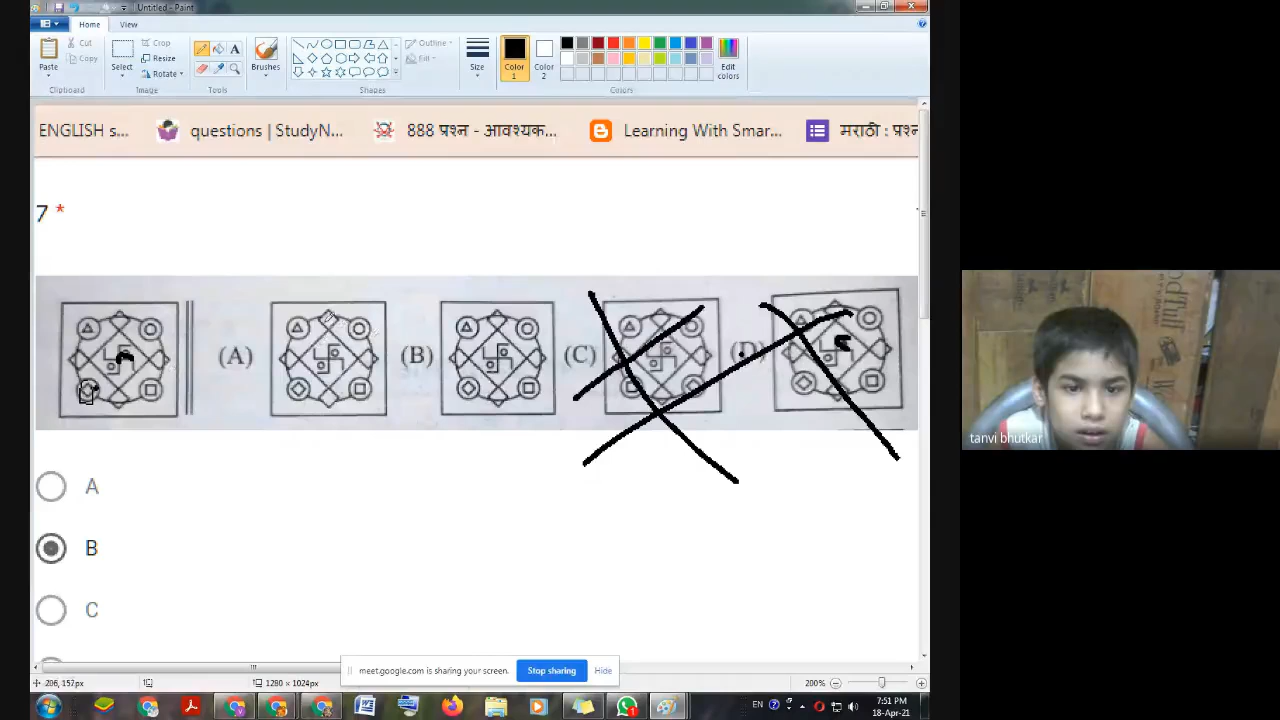 Untitled - Paint
Home View
Paste
Cut
Copy
Clipboard
Select
Crop
Resize
Rotate
Image
Tools
Brushes
Shapes
Outline
Fill
Size
Color 1
Color 2
Edit colors
Colors
ENGLISH s... questions | StudyN... 888 प्रश्न - आवश्यक... Learning With Smar... मराठी : प्रश्न
7 *
(A) (B) (C) (D)
A
B
C
tanvi bhutkar
meet.google.com is sharing your screen. Stop sharing Hide
206, 157px 1280 × 1024px 200%
EN 7:51 PM
18-Apr-21